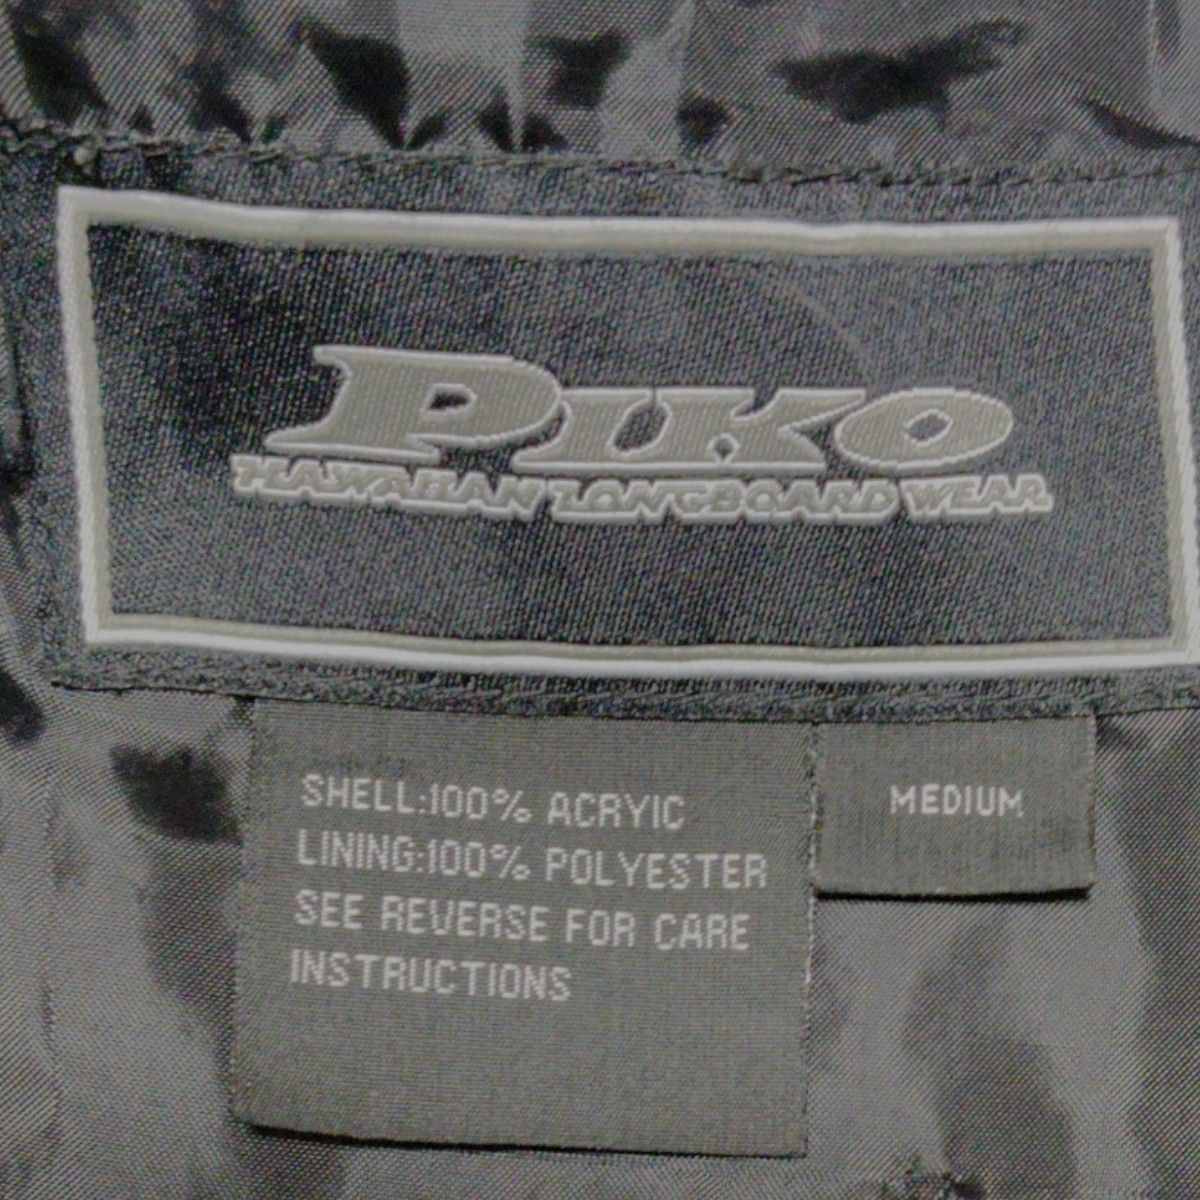 PIKO
HAWAIIAN LONGBOARD WEAR
SHELL:100% ACRYIC
LINING:100% POLYESTER
SEE REVERSE FOR CARE
INSTRUCTIONS
MEDIUM